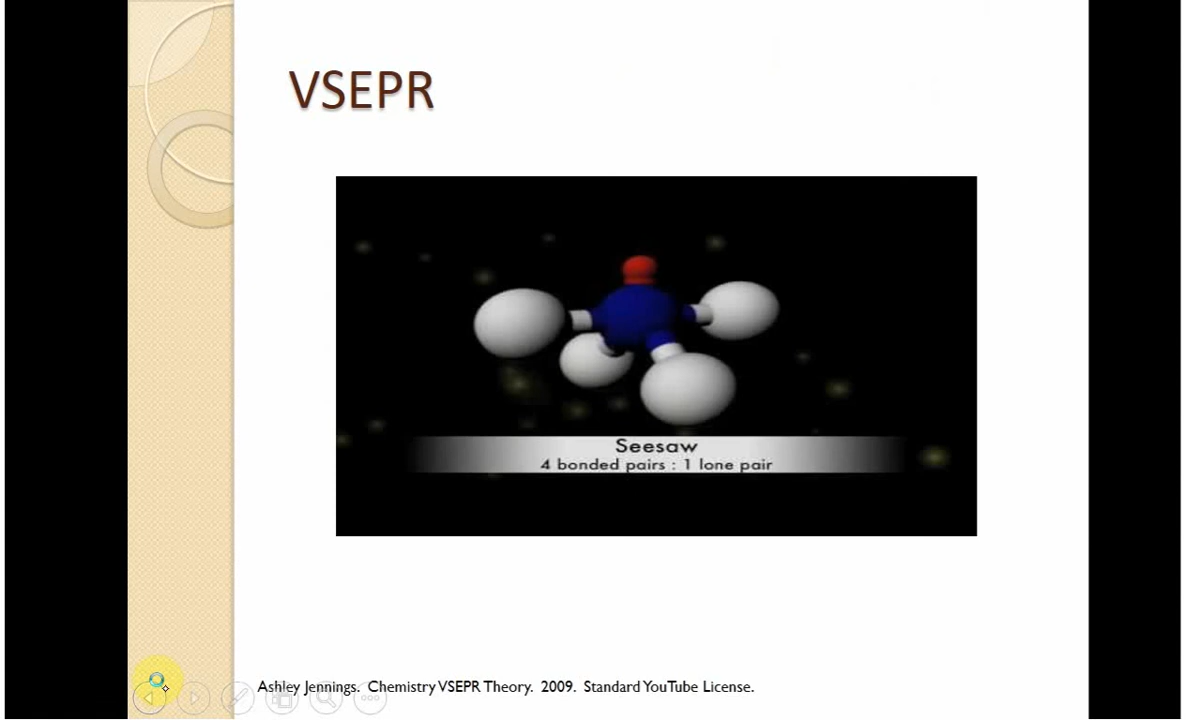 VSEPR
Seesaw
4 bonded pairs : 1 lone pair
Ashley Jennings.  Chemistry VSEPR Theory.  2009.  Standard YouTube License.